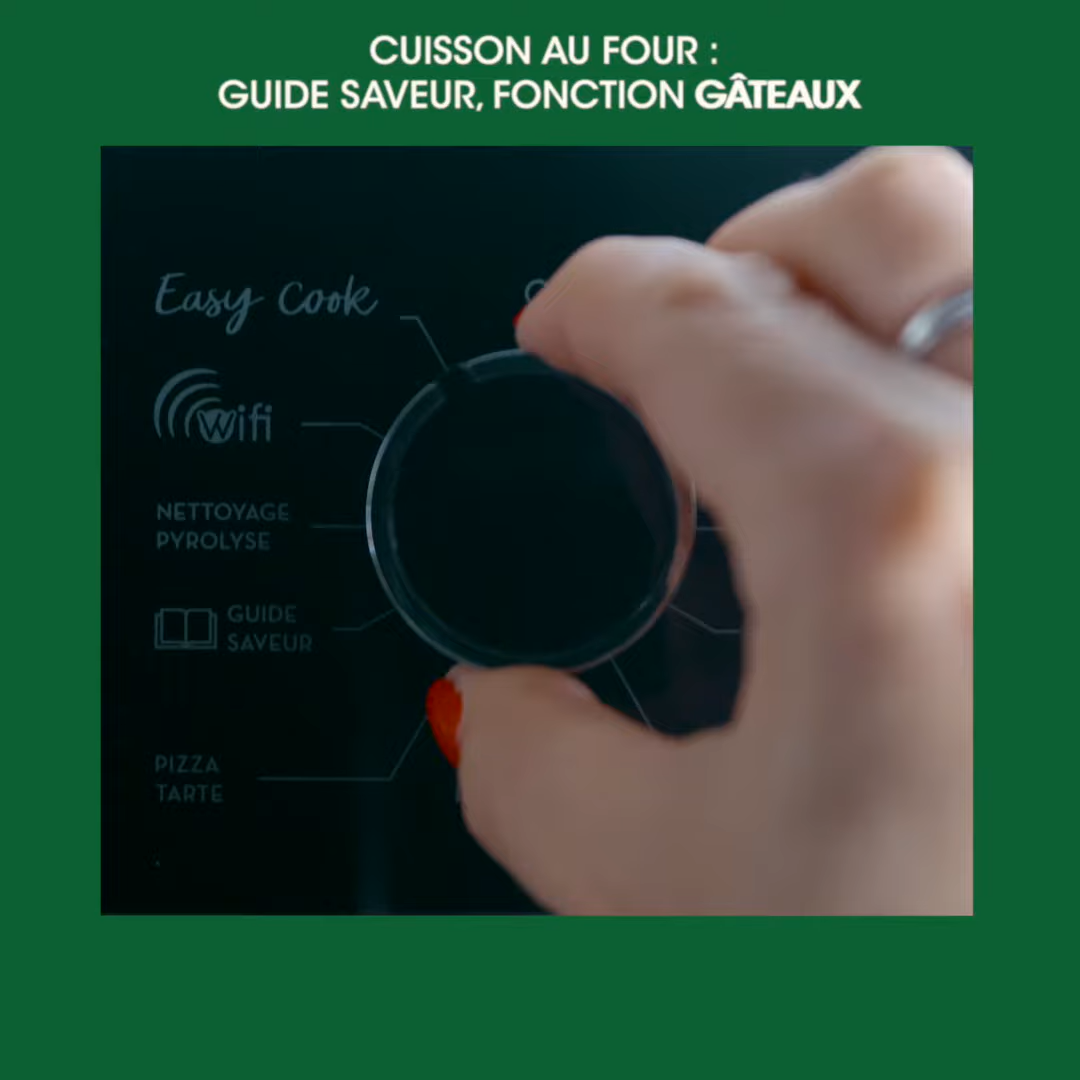 CUISSON AU FOUR :
GUIDE SAVEUR, FONCTION GÂTEAUX
Easy Cook
Wifi
NETTOYAGE
PYROLYSE
GUIDE
SAVEUR
PIZZA
TARTE